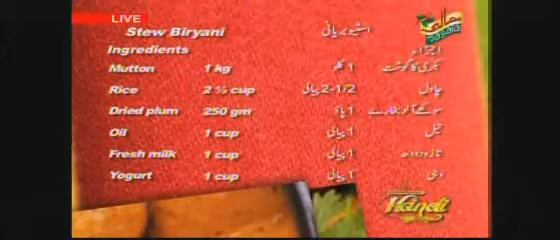 LIVE
Stew Biryani اسٹیو بریانی
Ingredients اجزاء
Mutton 1 kg 1 کلو بکری کا گوشت
Rice 2 ½ cup 2-1/2 پیالی چاول
Dried plum 250 gm 1 پاؤ سوکھے آلو بخارے
Oil 1 cup 1 پیالی تیل
Fresh milk 1 cup 1 پیالی تازہ دودھ
Yogurt 1 cup 1 پیالی دہی
Handi